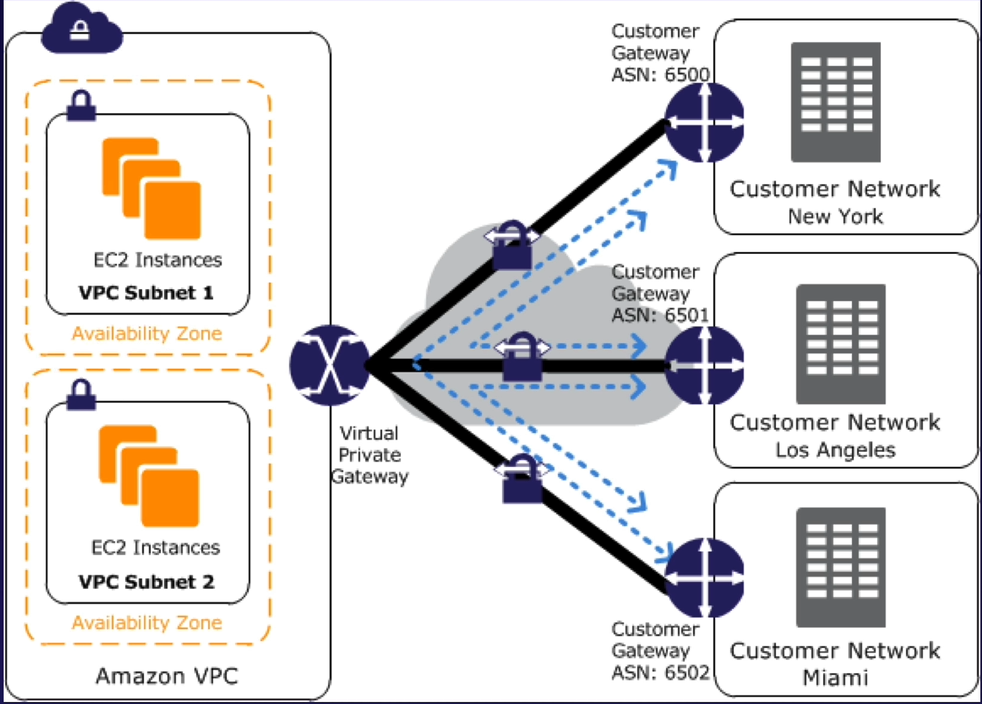 EC2 Instances
VPC Subnet 1
Availability Zone
EC2 Instances
VPC Subnet 2
Availability Zone
Amazon VPC
Virtual
Private
Gateway
Customer
Gateway
ASN: 6500
Customer Network
New York
Customer
Gateway
ASN: 6501
Customer Network
Los Angeles
Customer
Gateway
ASN: 6502
Customer Network
Miami